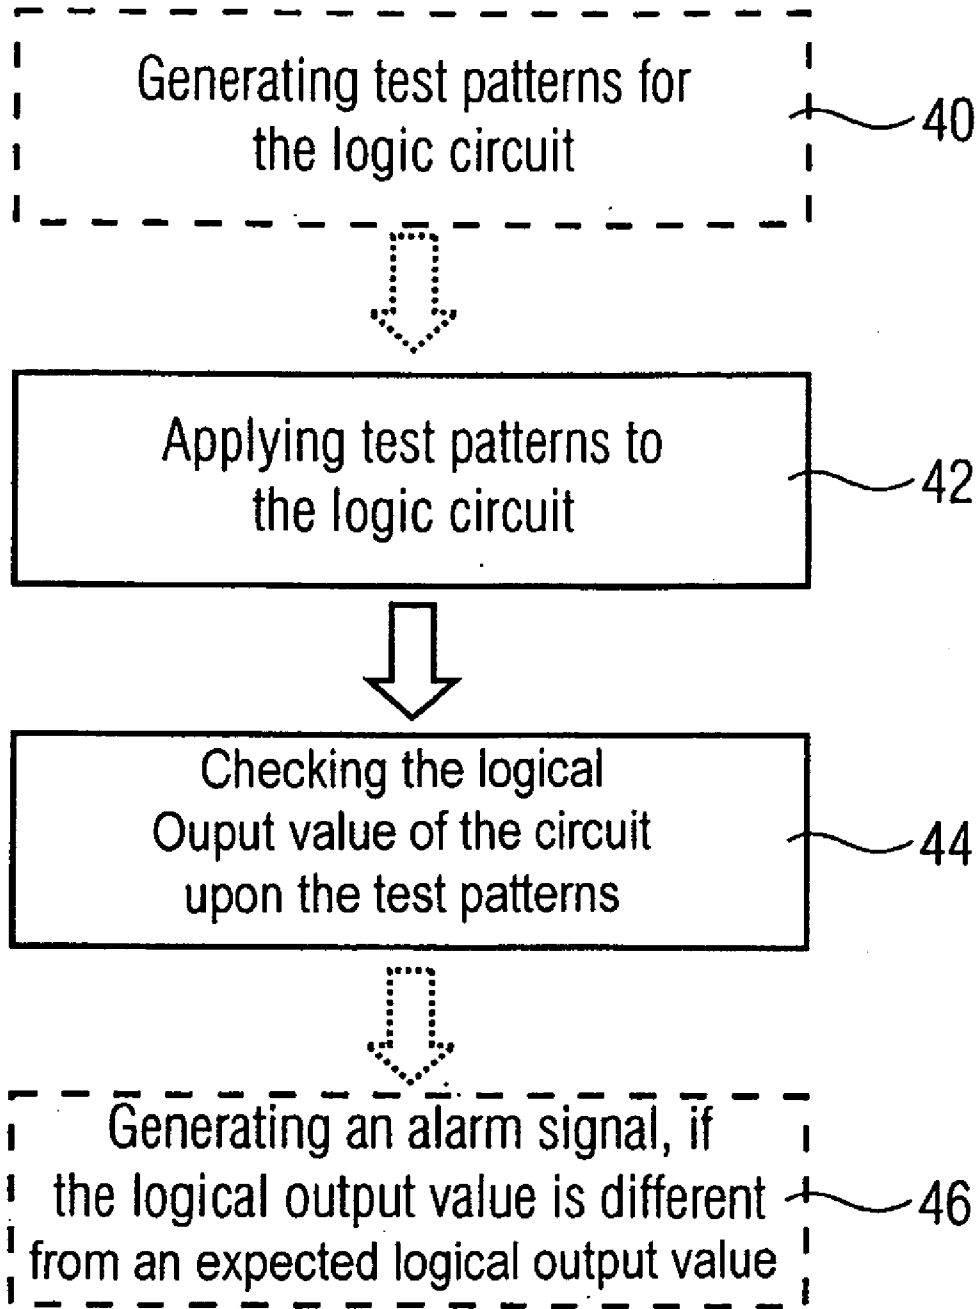 Generating test patterns for
the logic circuit
40
Applying test patterns to
the logic circuit
42
Checking the logical
Ouput value of the circuit
upon the test patterns
44
Generating an alarm signal, if
the logical output value is different
from an expected logical output value
46